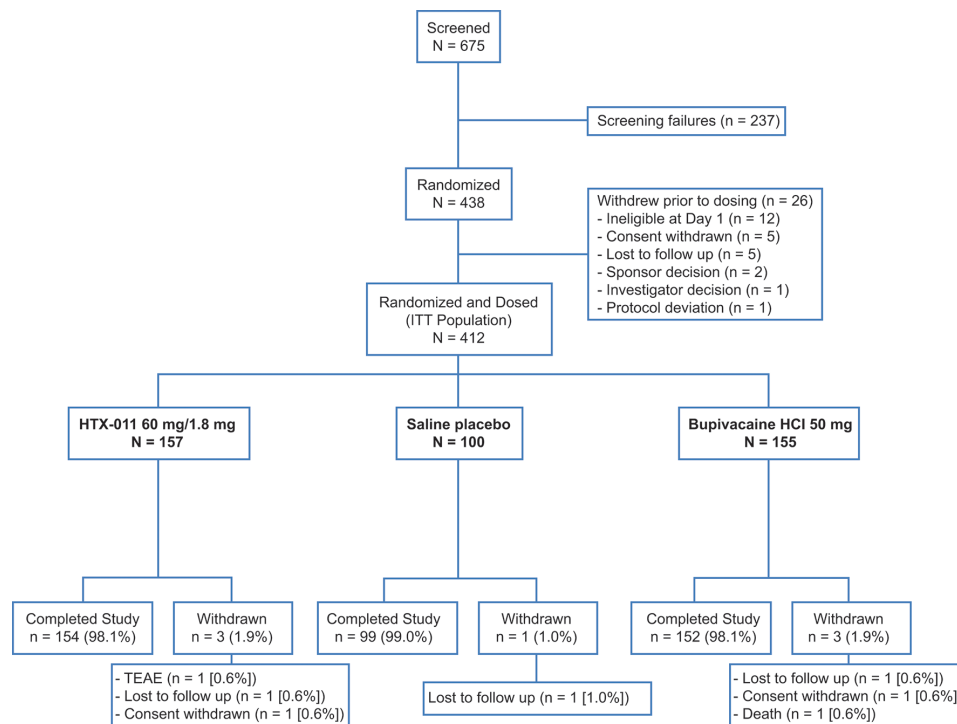 Screened
N = 675
Screening failures (n = 237)
Randomized
N = 438
Withdrew prior to dosing (n = 26)
- Ineligible at Day 1 (n = 12)
- Consent withdrawn (n = 5)
- Lost to follow up (n = 5)
- Sponsor decision (n = 2)
- Investigator decision (n = 1)
- Protocol deviation (n = 1)
Randomized and Dosed
(ITT Population)
N = 412
HTX-011 60 mg/1.8 mg
N = 157
Saline placebo
N = 100
Bupivacaine HCl 50 mg
N = 155
Completed Study
n = 154 (98.1%)
Withdrawn
n = 3 (1.9%)
Completed Study
n = 99 (99.0%)
Withdrawn
n = 1 (1.0%)
Completed Study
n = 152 (98.1%)
Withdrawn
n = 3 (1.9%)
- TEAE (n = 1 [0.6%])
- Lost to follow up (n = 1 [0.6%])
- Consent withdrawn (n = 1 [0.6%])
Lost to follow up (n = 1 [1.0%])
- Lost to follow up (n = 1 [0.6%])
- Consent withdrawn (n = 1 [0.6%])
- Death (n = 1 [0.6%])